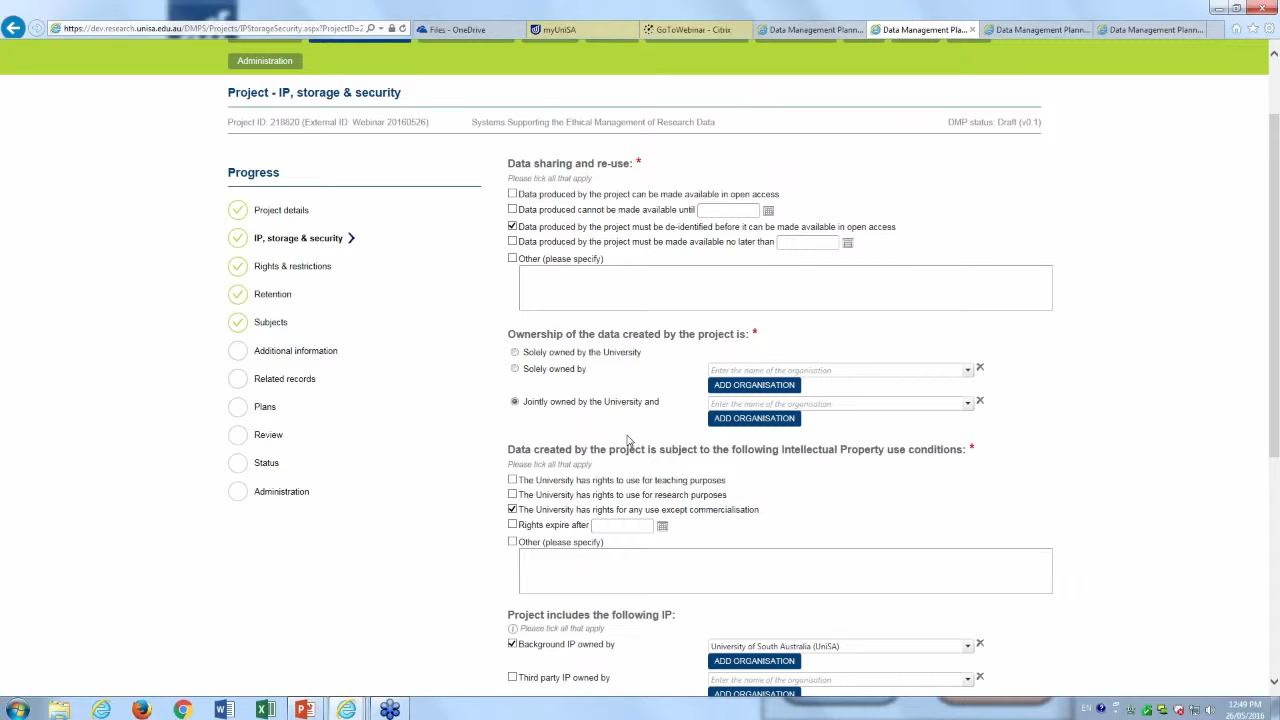 https://dev.research.unisa.edu.au/DMPS/Projects/IPStorageSecurity.aspx?ProjectID=2
Files - OneDrive
myUniSA
GoToWebinar - Citrix
Data Management Plann...
Data Management Pla...
Data Management Plann...
Data Management Plann...
Administration
Project - IP, storage & security
Project ID: 218820 (External ID: Webinar 20160526)
Systems Supporting the Ethical Management of Research Data
DMP status: Draft (v0.1)
Progress
Project details
IP, storage & security
Rights & restrictions
Retention
Subjects
Additional information
Related records
Plans
Review
Status
Administration
Data sharing and re-use: *
Please tick all that apply
Data produced by the project can be made available in open access
Data produced cannot be made available until
Data produced by the project must be de-identified before it can be made available in open access
Data produced by the project must be made available no later than
Other (please specify)
Ownership of the data created by the project is: *
Solely owned by the University
Solely owned by
Enter the name of the organisation
ADD ORGANISATION
Jointly owned by the University and
Enter the name of the organisation
ADD ORGANISATION
Data created by the project is subject to the following Intellectual Property use conditions: *
Please tick all that apply
The University has rights to use for teaching purposes
The University has rights to use for research purposes
The University has rights for any use except commercialisation
Rights expire after
Other (please specify)
Project includes the following IP:
Please tick all that apply
Background IP owned by
University of South Australia (UniSA)
ADD ORGANISATION
Third party IP owned by
Enter the name of the organisation
ADD ORGANISATION
EN
12:49 PM
26/05/2016